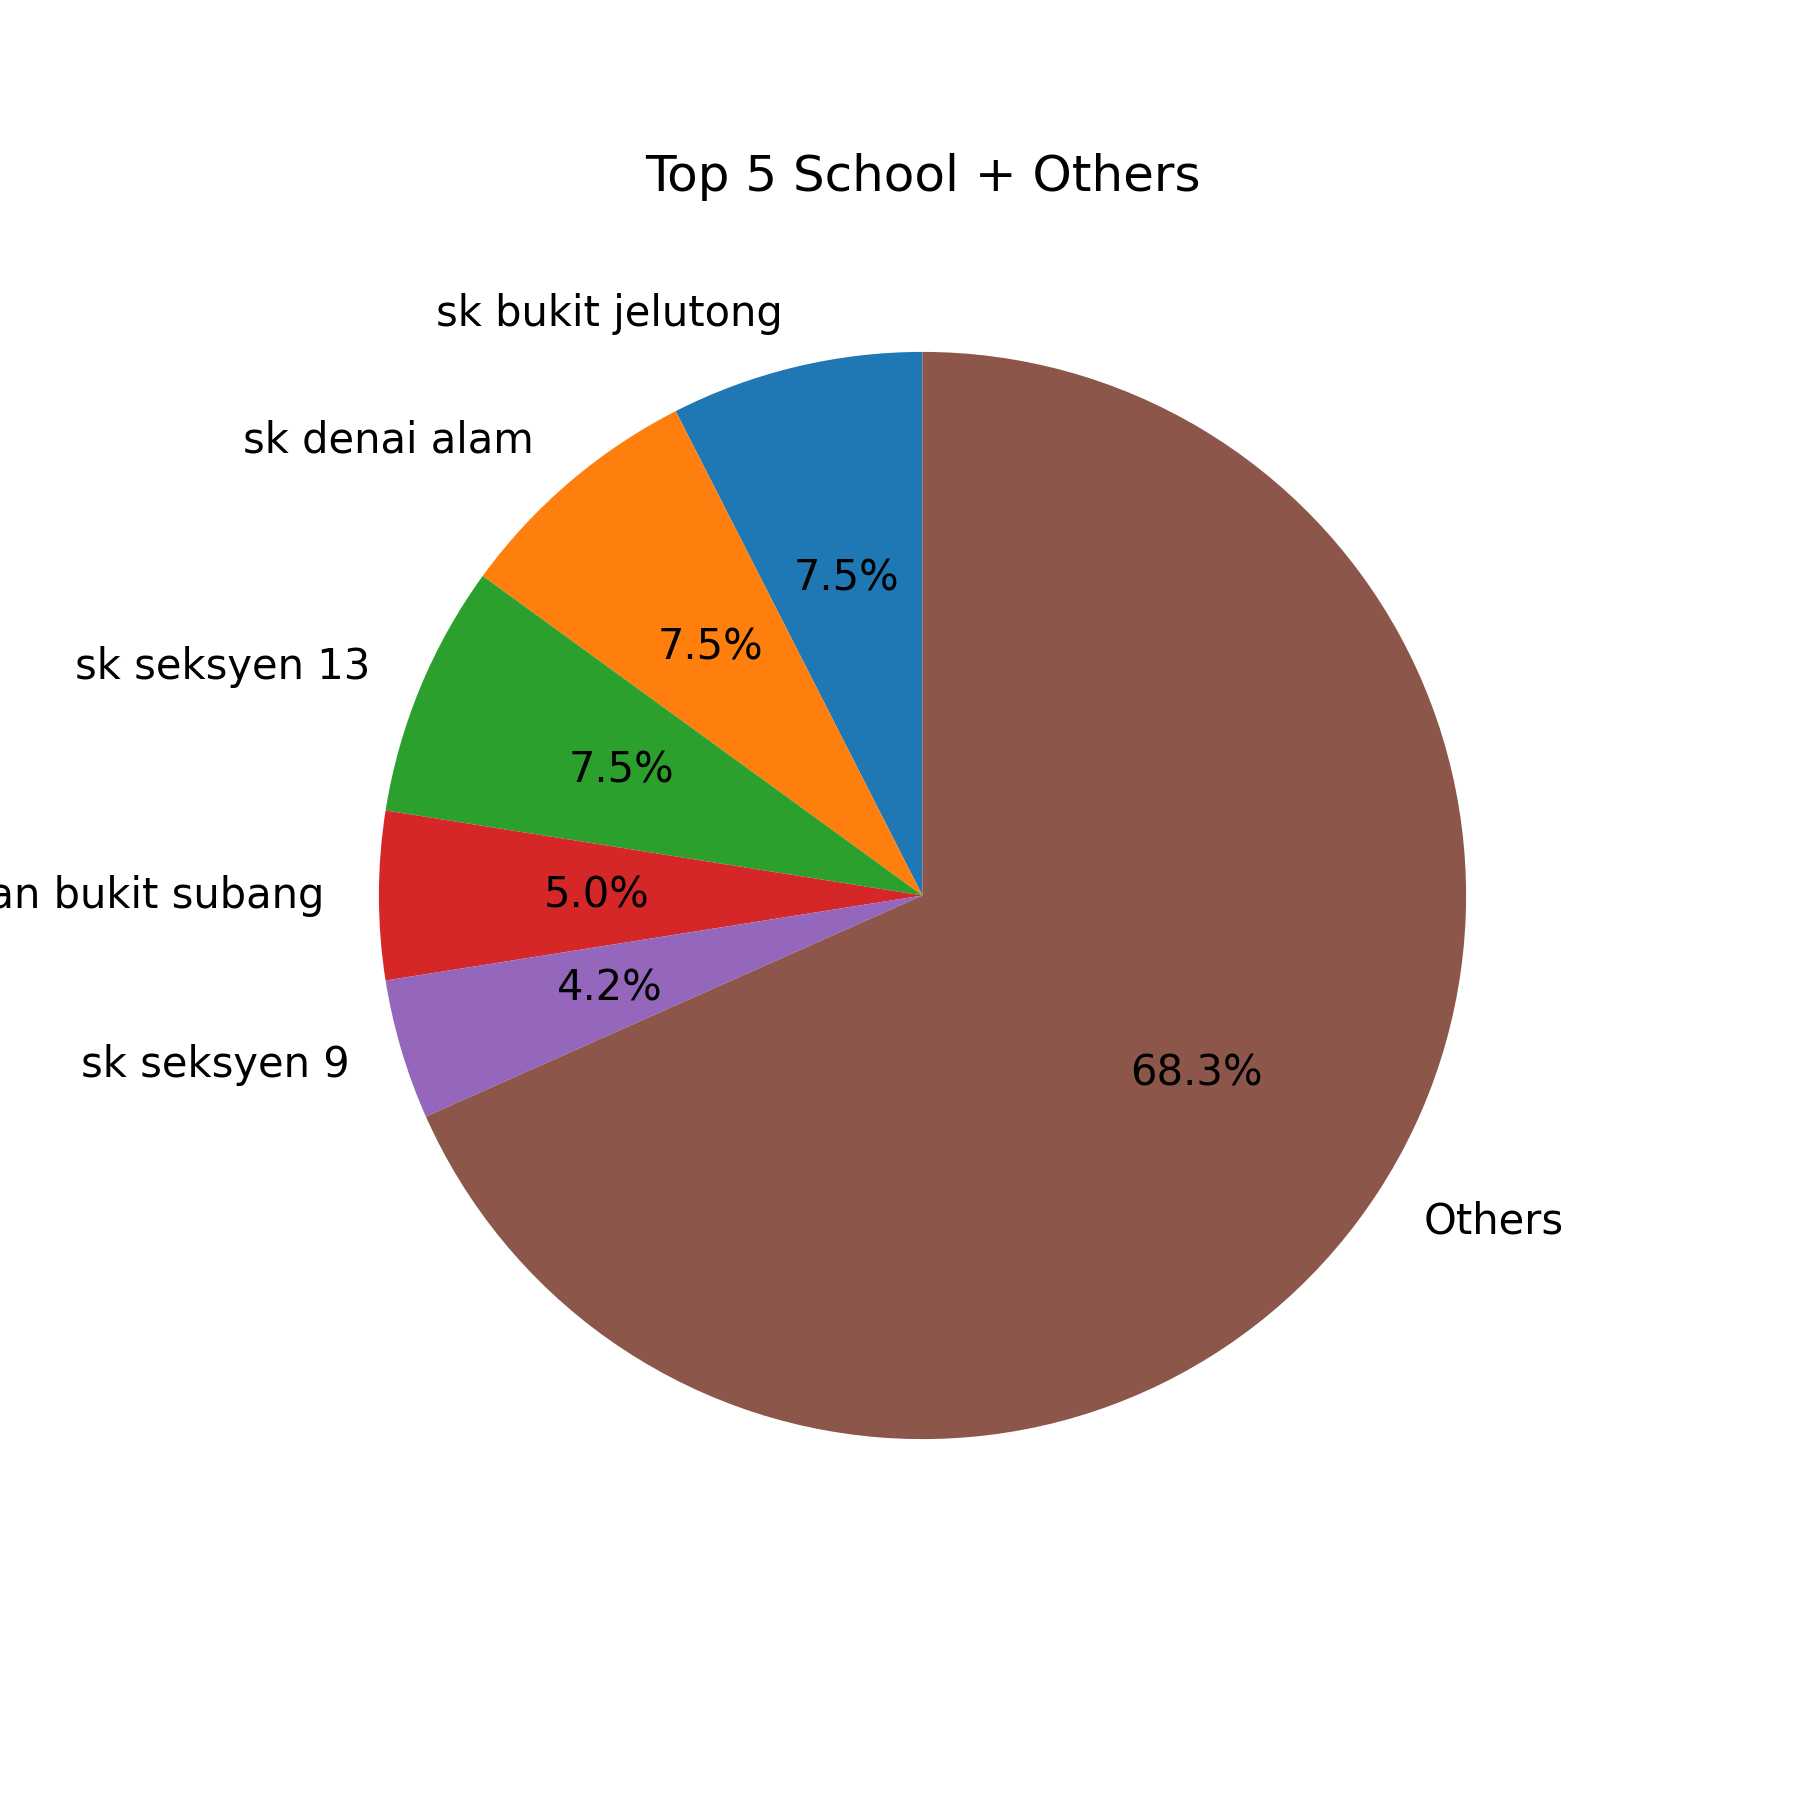 Top 5 School + Others
sk bukit jelutong
sk denai alam
7.5%
7.5%
sk seksyen 13
7.5%
bukit subang
5.0%
4.2%
sk seksyen 9
68.3%
Others